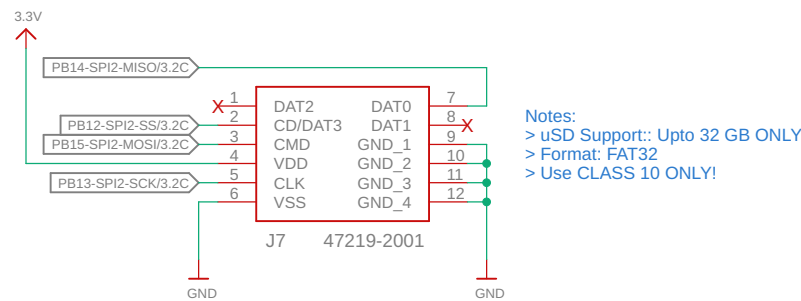 3.3V
PB14-SPI2-MISO/3.2C
PB12-SPI2-SS/3.2C
PB15-SPI2-MOSI/3.2C
PB13-SPI2-SCK/3.2C
1 DAT2 DAT0 7
2 CD/DAT3 DAT1 8
3 CMD GND_1 9
4 VDD GND_2 10
5 CLK GND_3 11
6 VSS GND_4 12
J7 47219-2001
GND
GND
Notes:
> uSD Support:: Upto 32 GB ONLY
> Format: FAT32
> Use CLASS 10 ONLY!